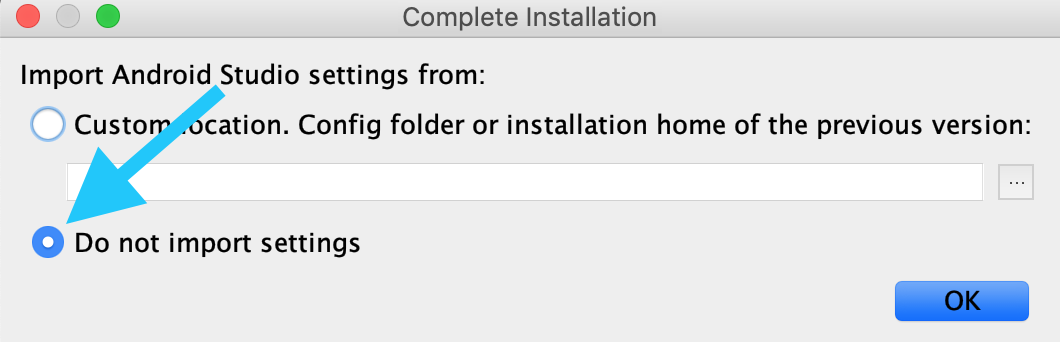 Complete Installation
Import Android Studio settings from:
Custom location. Config folder or installation home of the previous version:
...
Do not import settings
OK